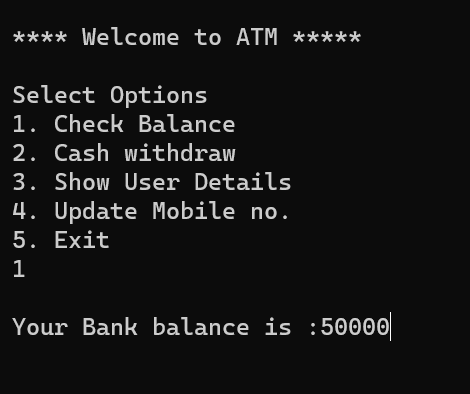 **** Welcome to ATM *****
Select Options
1. Check Balance
2. Cash withdraw
3. Show User Details
4. Update Mobile no.
5. Exit
1
Your Bank balance is :50000